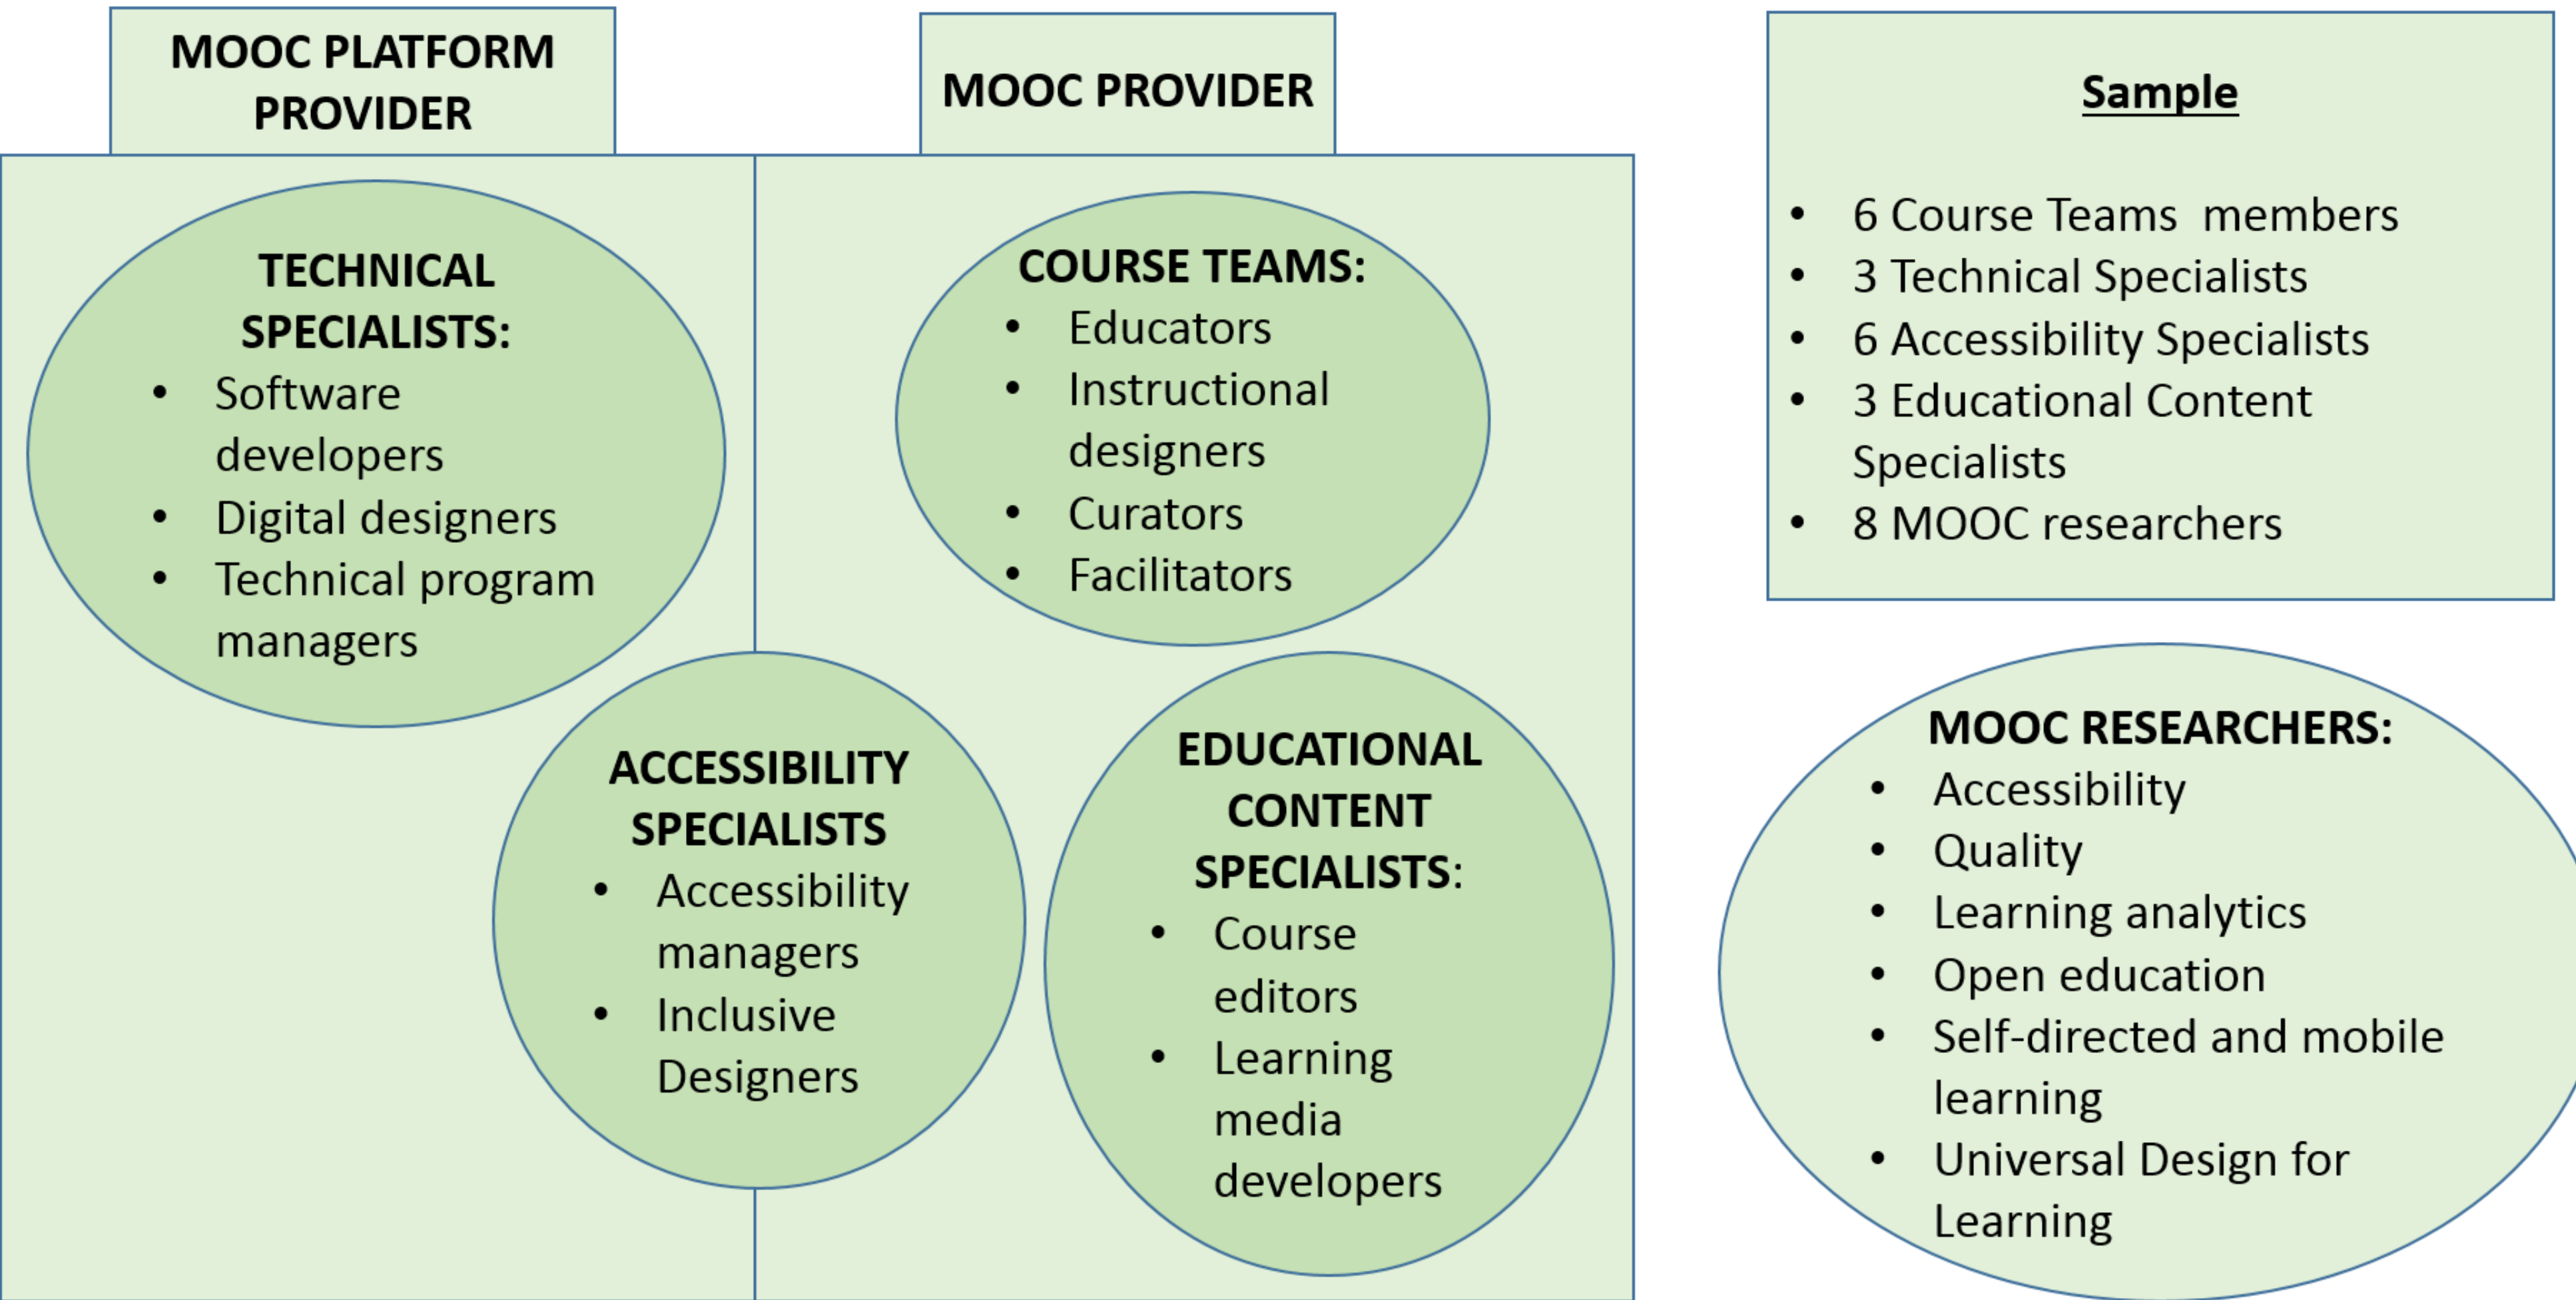 MOOC PLATFORM
PROVIDER
MOOC PROVIDER
TECHNICAL
SPECIALISTS:
• Software
developers
• Digital designers
• Technical program
managers
COURSE TEAMS:
• Educators
• Instructional
designers
• Curators
• Facilitators
ACCESSIBILITY
SPECIALISTS
• Accessibility
managers
• Inclusive
Designers
EDUCATIONAL
CONTENT
SPECIALISTS:
• Course
editors
• Learning
media
developers
Sample
• 6 Course Teams  members
• 3 Technical Specialists
• 6 Accessibility Specialists
• 3 Educational Content
Specialists
• 8 MOOC researchers
MOOC RESEARCHERS:
• Accessibility
• Quality
• Learning analytics
• Open education
• Self-directed and mobile
learning
• Universal Design for
Learning